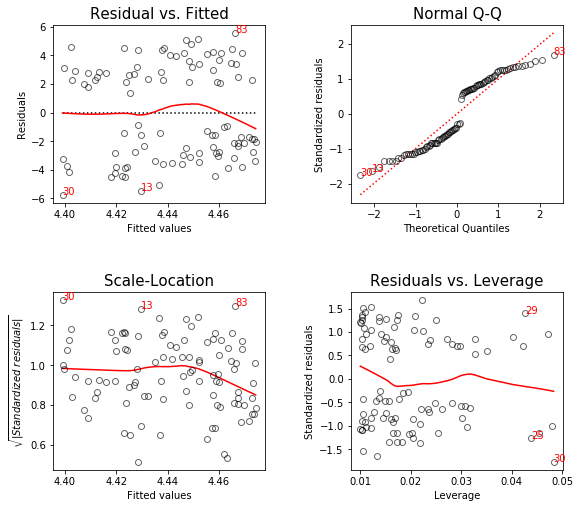 Residual vs. Fitted
83
30
13
6
4
2
0
−2
−4
−6
Residuals
4.40 4.42 4.44 4.46
Fitted values
Normal Q-Q
83
30
13
2
1
0
−1
−2
Standardized residuals
−2 −1 0 1 2
Theoretical Quantiles
Scale-Location
30
13
83
1.2
1.0
0.8
0.6
√|Standardized residuals|
4.40 4.42 4.44 4.46
Fitted values
Residuals vs. Leverage
29
25
30
1.5
1.0
0.5
0.0
−0.5
−1.0
−1.5
Standardized residuals
0.01 0.02 0.03 0.04 0.05
Leverage